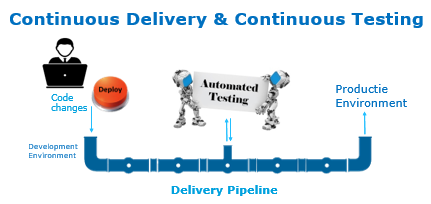 Continuous Delivery & Continuous Testing
Deploy
Automated
Testing
Code
changes
Productie
Environment
Development
Environment
Delivery Pipeline